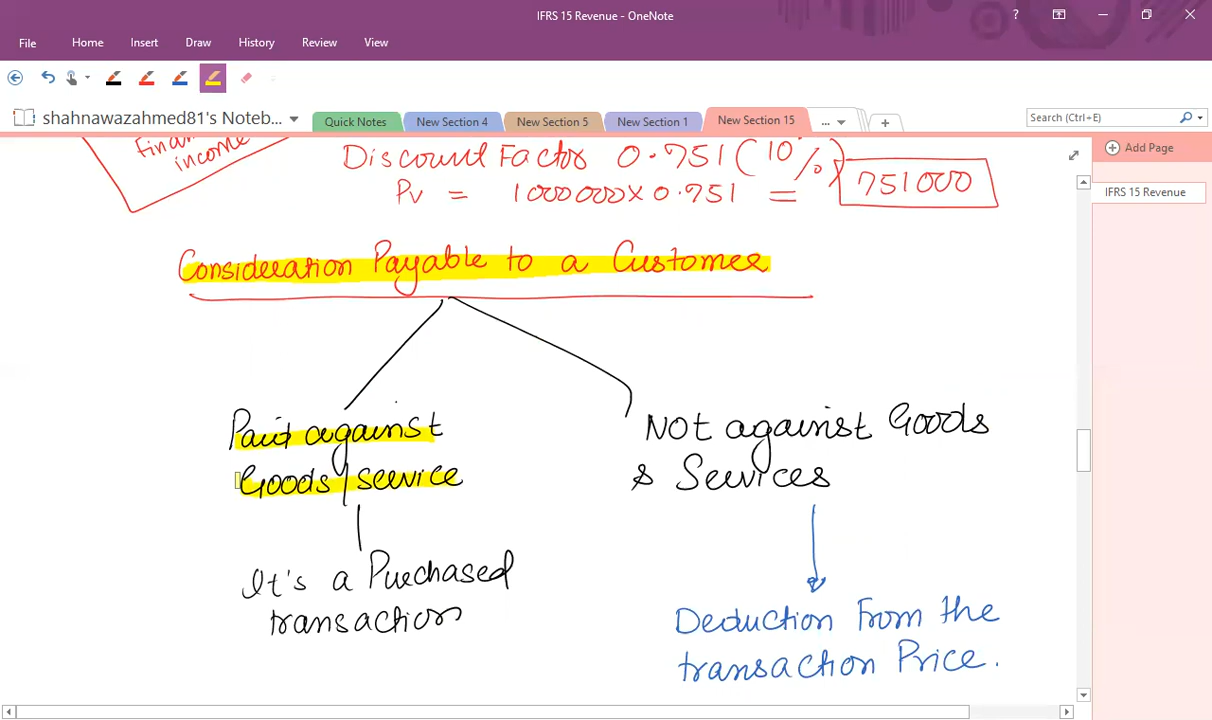 IFRS 15 Revenue - OneNote
?
File Home Insert Draw History Review View
shahnawazahmed81's Noteb... Quick Notes New Section 4 New Section 5 New Section 1 New Section 15 ... + Search (Ctrl+E)
Add Page
IFRS 15 Revenue
Finan
income
Discount Factor 0.751 (10%)
Pv = 1000000 x 0.751 = 751000
Consideration Payable to a Customer
Paid against
Goods/service
NOT against Goods
& Services
It's a Purchased
transaction
Deduction From the
transaction Price.